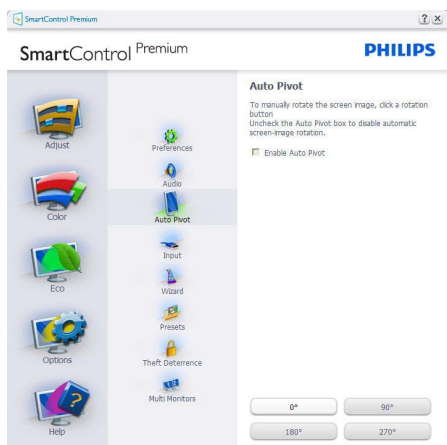 SmartControl Premium
? X
SmartControl Premium
PHILIPS
Adjust
Color
Eco
Options
Help
Preferences
Audio
Auto Pivot
Input
Wizard
Presets
Theft Deterrence
Multi Monitors
Auto Pivot
To manually rotate the screen image, click a rotation
button
Uncheck the Auto Pivot box to disable automatic
screen-image rotation.
Enable Auto Pivot
0° 90°
180° 270°